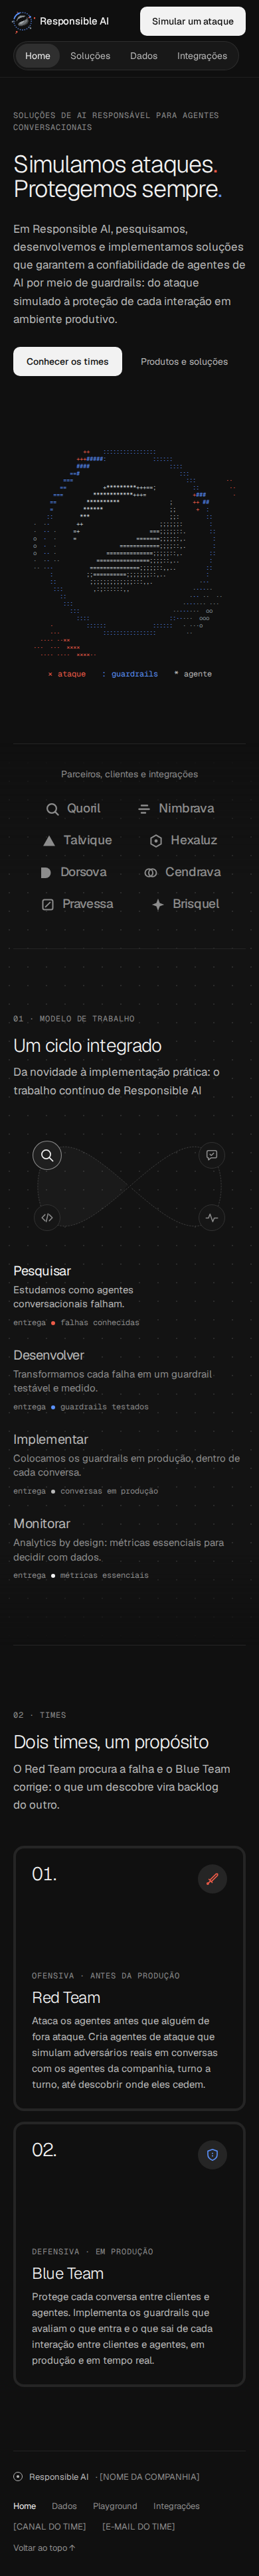 Responsible AI
Simular um ataque
Home Soluções Dados Integrações
SOLUÇÕES DE AI RESPONSÁVEL PARA AGENTES
CONVERSACIONAIS
Simulamos ataques.
Protegemos sempre.
Em Responsible AI, pesquisamos,
desenvolvemos e implementamos soluções
que garantem a confiabilidade de agentes de
AI por meio de guardrails: do ataque
simulado à proteção de cada interação em
ambiente produtivo.
Conhecer os times Produtos e soluções
× ataque : guardrails * agente
Parceiros, clientes e integrações
Quoril Nimbrava
Talvique Hexaluz
Dorsova Cendrava
Pravessa Brisquel
01 · MODELO DE TRABALHO
Um ciclo integrado
Da novidade à implementação prática: o
trabalho contínuo de Responsible AI
Pesquisar
Estudamos como agentes
conversacionais falham.
entrega ● falhas conhecidas
Desenvolver
Transformamos cada falha em um guardrail
testável e medido.
entrega ● guardrails testados
Implementar
Colocamos os guardrails em produção, dentro de
cada conversa.
entrega ● conversas em produção
Monitorar
Analytics by design: métricas essenciais para
decidir com dados.
entrega ● métricas essenciais
02 · TIMES
Dois times, um propósito
O Red Team procura a falha e o Blue Team
corrige: o que um descobre vira backlog
do outro.
01.
OFENSIVA · ANTES DA PRODUÇÃO
Red Team
Ataca os agentes antes que alguém de
fora ataque. Cria agentes de ataque que
simulam adversários reais em conversas
com os agentes da companhia, turno a
turno, até descobrir onde eles cedem.
02.
DEFENSIVA · EM PRODUÇÃO
Blue Team
Protege cada conversa entre clientes e
agentes. Implementa os guardrails que
avaliam o que entra e o que sai de cada
interação entre clientes e agentes, em
produção e em tempo real.
Responsible AI · [NOME DA COMPANHIA]
Home Dados Playground Integrações
[CANAL DO TIME] [E-MAIL DO TIME]
Voltar ao topo ↑